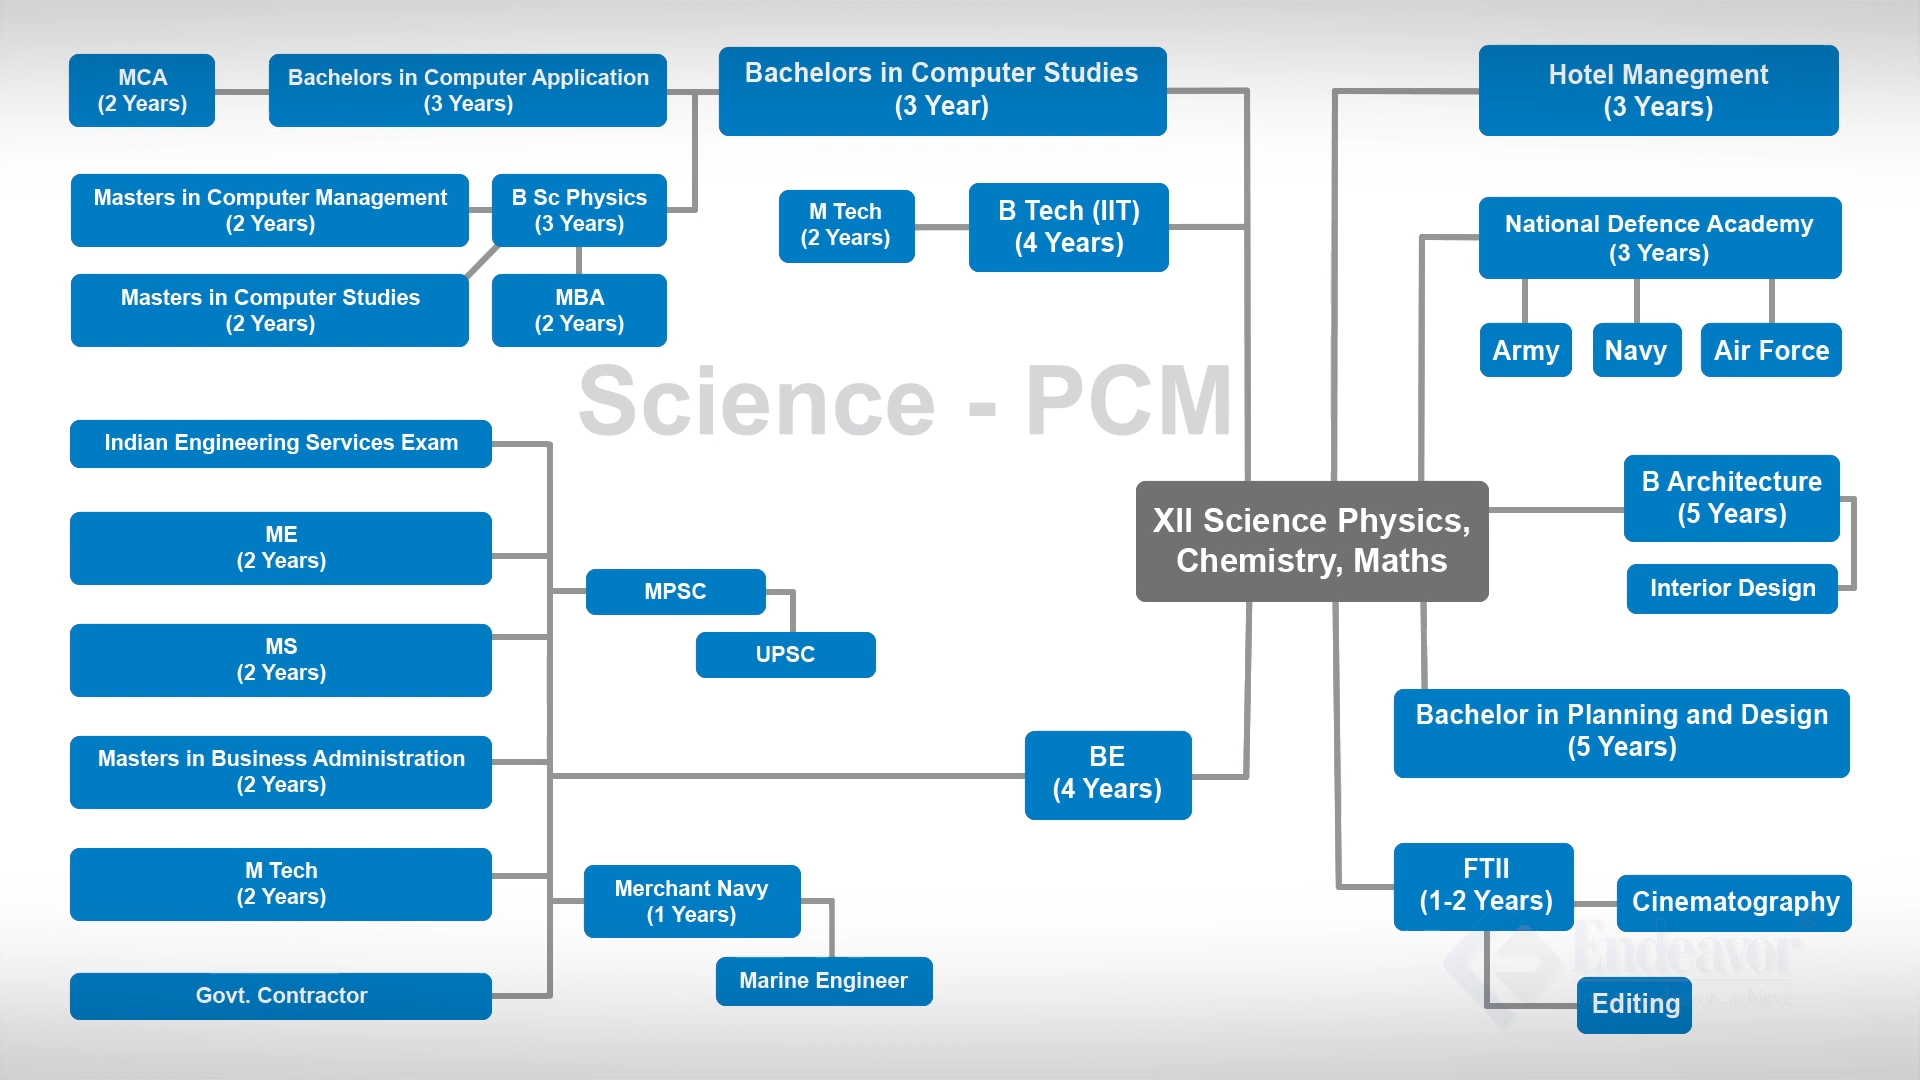 MCA
(2 Years)
Bachelors in Computer Application
(3 Years)
Bachelors in Computer Studies
(3 Year)
Hotel Manegment
(3 Years)
Masters in Computer Management
(2 Years)
B Sc Physics
(3 Years)
M Tech
(2 Years)
B Tech (IIT)
(4 Years)
National Defence Academy
(3 Years)
Masters in Computer Studies
(2 Years)
MBA
(2 Years)
Army
Navy
Air Force
Science - PCM
Indian Engineering Services Exam
XII Science Physics,
Chemistry, Maths
B Architecture
(5 Years)
Interior Design
ME
(2 Years)
MPSC
UPSC
MS
(2 Years)
Bachelor in Planning and Design
(5 Years)
Masters in Business Administration
(2 Years)
BE
(4 Years)
M Tech
(2 Years)
Merchant Navy
(1 Years)
Marine Engineer
FTII
(1-2 Years)
Cinematography
Endeavor
Govt. Contractor
Editing
achieve